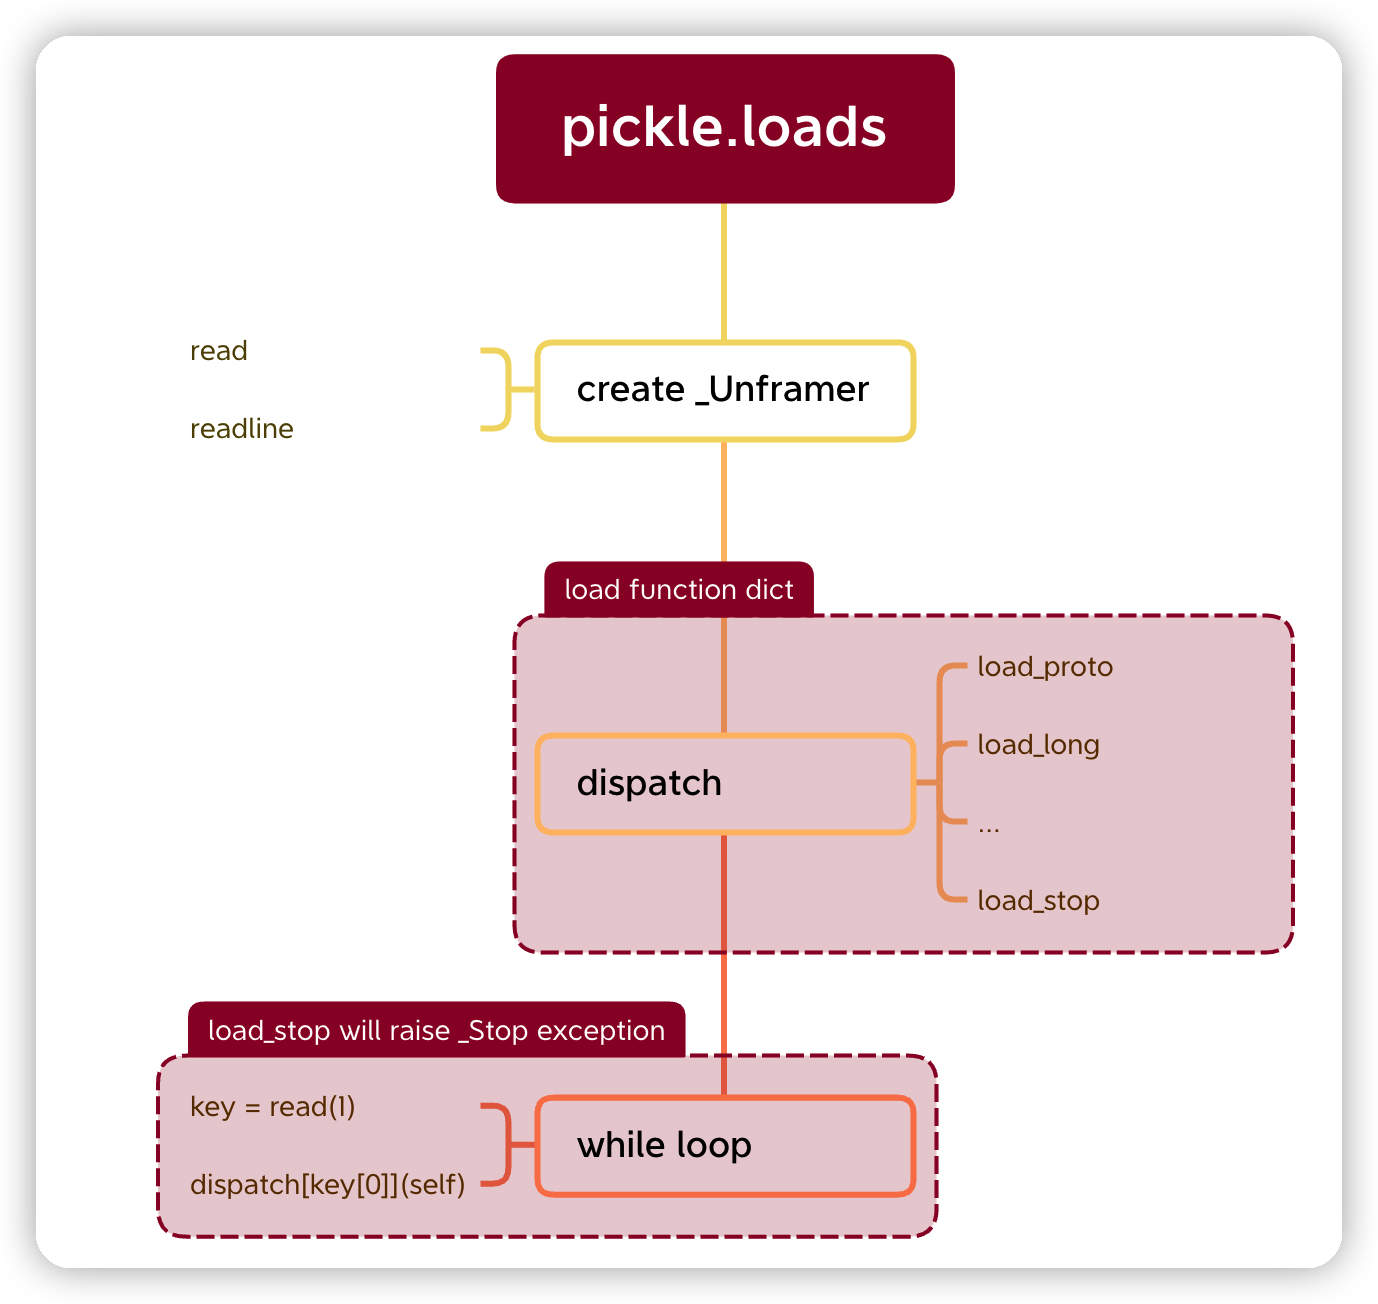 pickle.loads
create _Unframer
read
readline
load function dict
dispatch
load_proto
load_long
...
load_stop
load_stop will raise _Stop exception
while loop
key = read(1)
dispatch[key[0]](self)